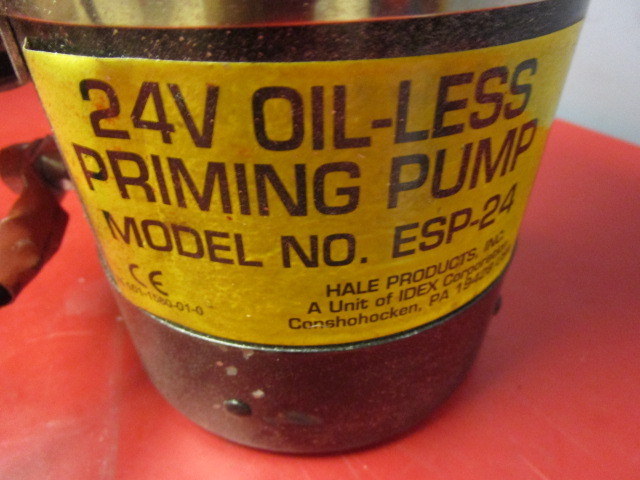 24V OIL-LESS
PRIMING PUMP
MODEL NO. ESP-24
CE
HALE PRODUCTS, INC.
A Unit of IDEX Corporation
Conshohocken, PA 19428